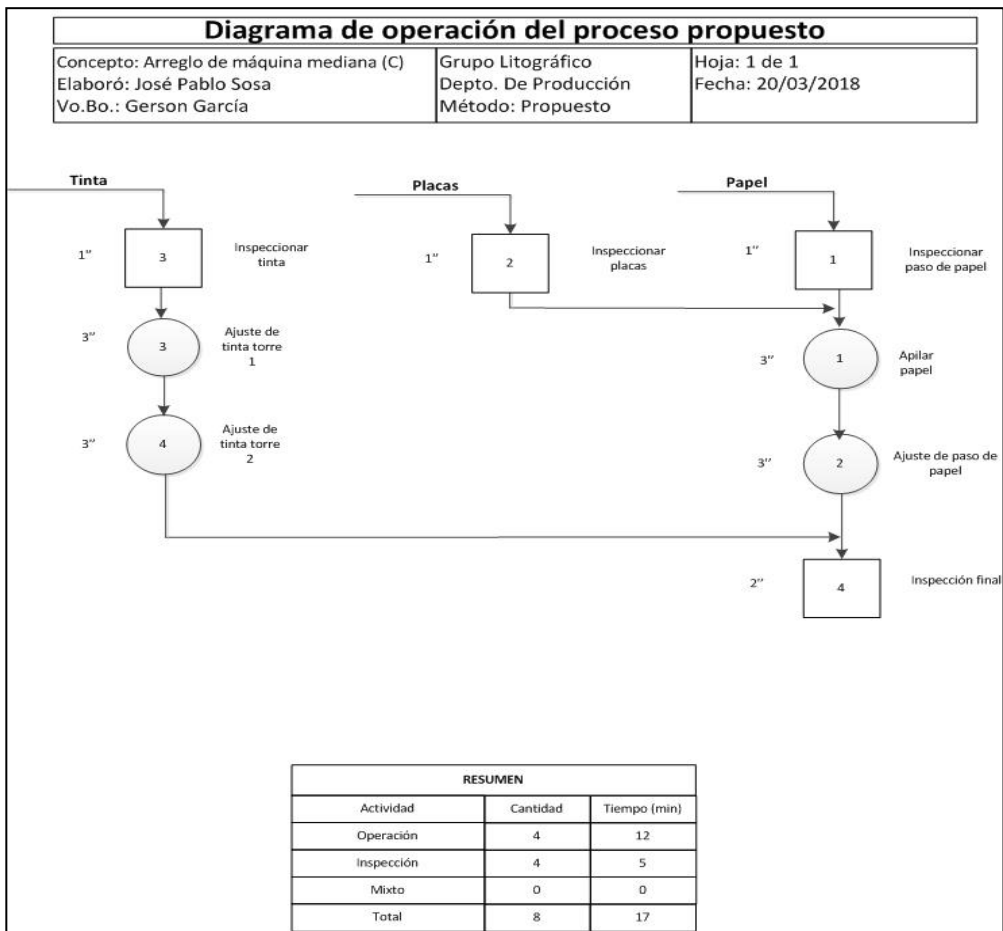 Diagrama de operación del proceso propuesto
Concepto: Arreglo de máquina mediana (C)
Elaboró: José Pablo Sosa
Vo.Bo.: Gerson García
Grupo Litográfico
Depto. De Producción
Método: Propuesto
Hoja: 1 de 1
Fecha: 20/03/2018
Tinta
Placas
Papel
1’’
3
Inspeccionar
tinta
1’’
2
Inspeccionar
placas
1’’
1
Inspeccionar
paso de papel
3’’
3
Ajuste de
tinta torre
1
3’’
1
Apilar
papel
3’’
4
Ajuste de
tinta torre
2
3’’
2
Ajuste de paso de
papel
2’’
4
Inspección final
RESUMEN
Actividad Cantidad Tiempo (min)
Operación 4 12
Inspección 4 5
Mixto 0 0
Total 8 17